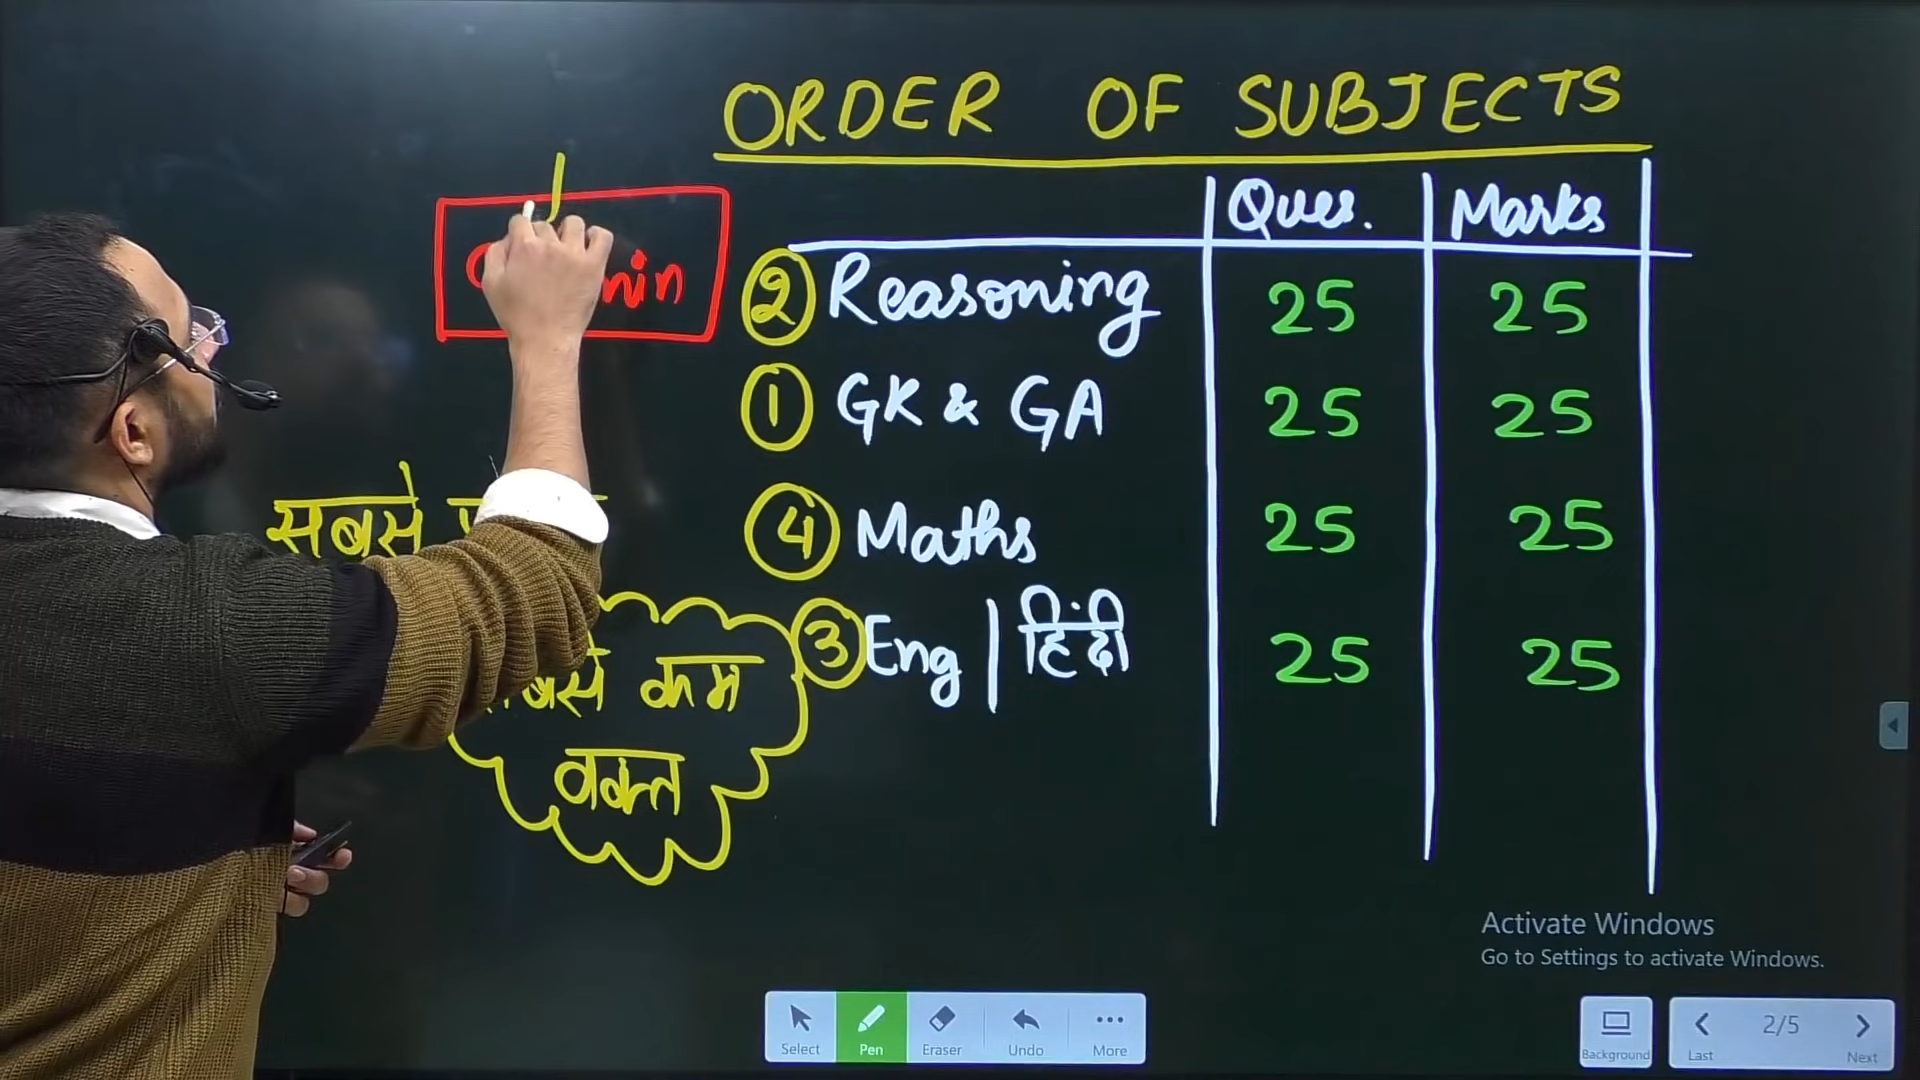 ORDER OF SUBJECTS
Ques. Marks
② Reasoning 25 25
① GK & GA 25 25
④ Maths 25 25
③ Eng | हिंदी 25 25
min
सबसे
सबसे कम
वक्त
Activate Windows
Go to Settings to activate Windows.
Select Pen Eraser Undo More
Background
Last 2/5 Next